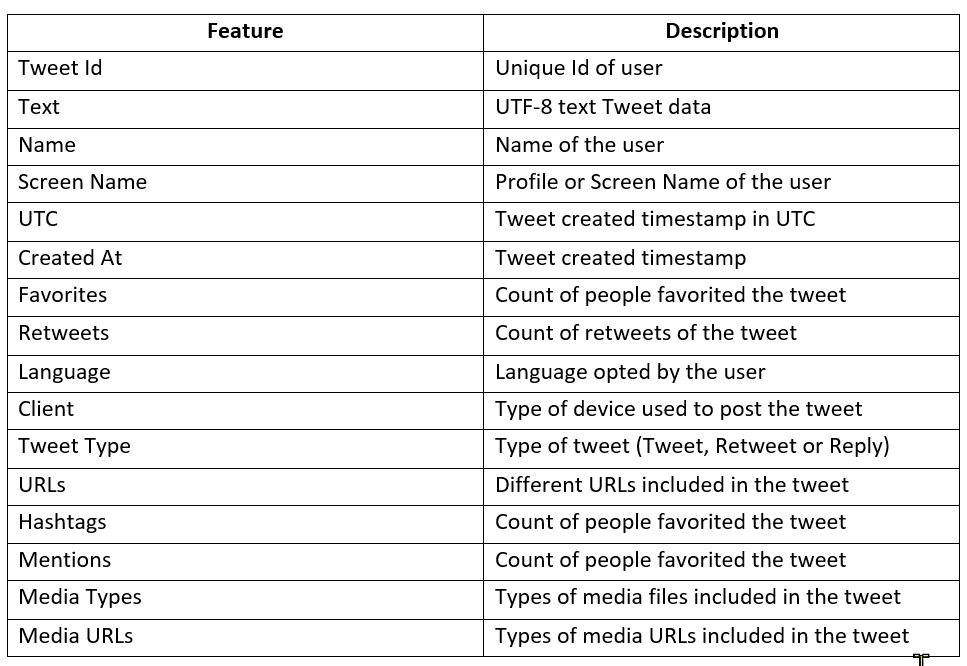 Feature Description
Tweet Id Unique Id of user
Text UTF-8 text Tweet data
Name Name of the user
Screen Name Profile or Screen Name of the user
UTC Tweet created timestamp in UTC
Created At Tweet created timestamp
Favorites Count of people favorited the tweet
Retweets Count of retweets of the tweet
Language Language opted by the user
Client Type of device used to post the tweet
Tweet Type Type of tweet (Tweet, Retweet or Reply)
URLs Different URLs included in the tweet
Hashtags Count of people favorited the tweet
Mentions Count of people favorited the tweet
Media Types Types of media files included in the tweet
Media URLs Types of media URLs included in the tweet